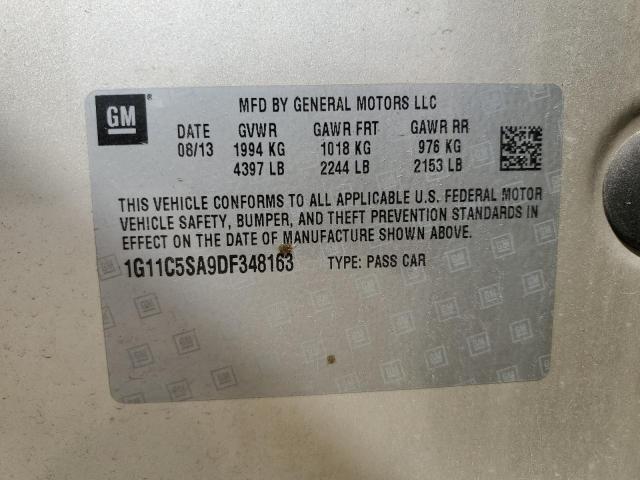 GM
MFD BY GENERAL MOTORS LLC
DATE GVWR GAWR FRT GAWR RR
08/13 1994 KG 1018 KG 976 KG
4397 LB 2244 LB 2153 LB
THIS VEHICLE CONFORMS TO ALL APPLICABLE U.S. FEDERAL MOTOR
VEHICLE SAFETY, BUMPER, AND THEFT PREVENTION STANDARDS IN
EFFECT ON THE DATE OF MANUFACTURE SHOWN ABOVE.
1G11C5SA9DF348163 TYPE: PASS CAR